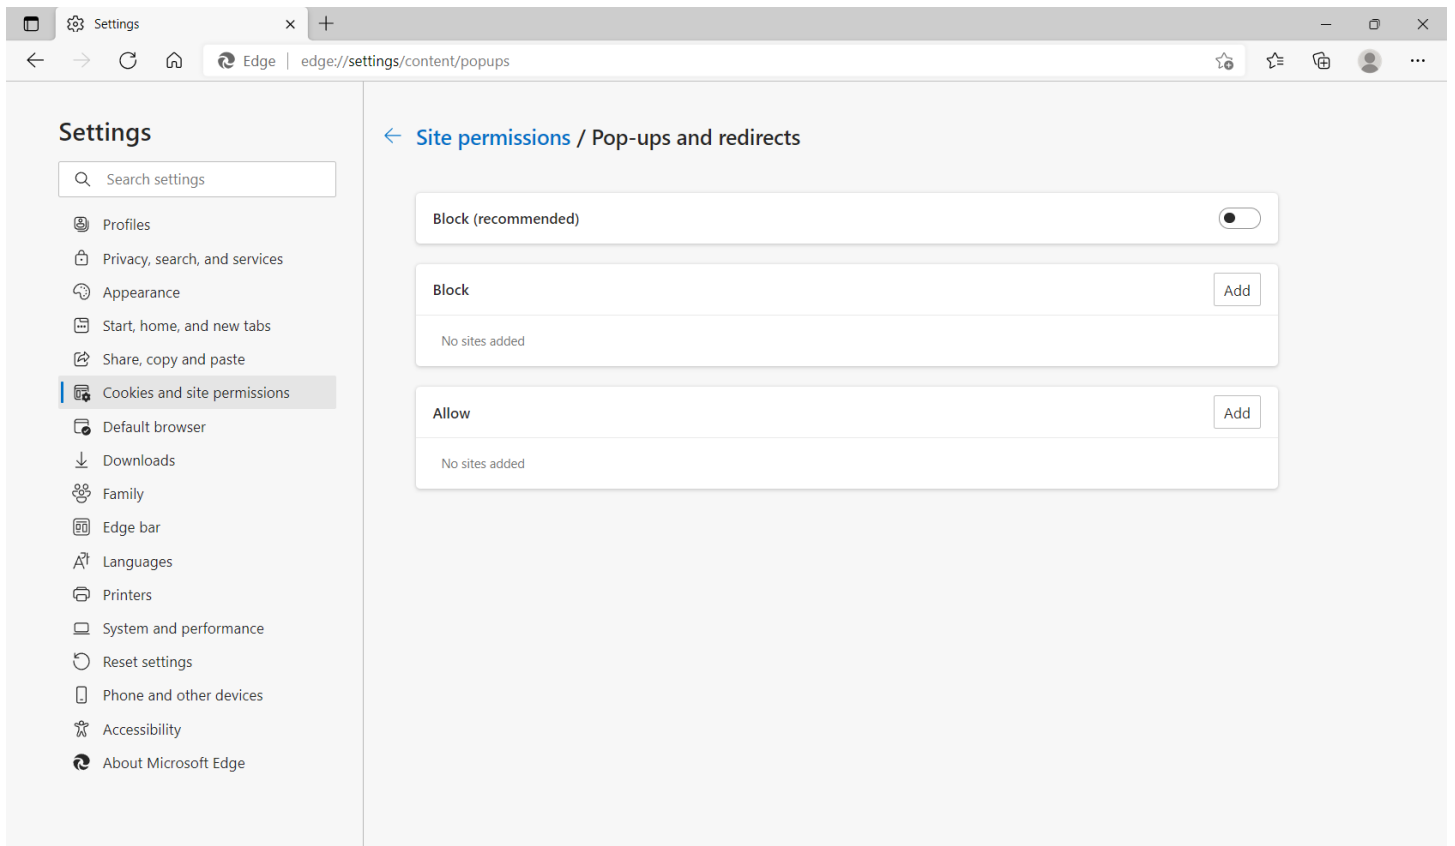 Settings
Edge | edge://settings/content/popups
Settings
Search settings
Profiles
Privacy, search, and services
Appearance
Start, home, and new tabs
Share, copy and paste
Cookies and site permissions
Default browser
Downloads
Family
Edge bar
Languages
Printers
System and performance
Reset settings
Phone and other devices
Accessibility
About Microsoft Edge
Site permissions / Pop-ups and redirects
Block (recommended)
Block Add
No sites added
Allow Add
No sites added